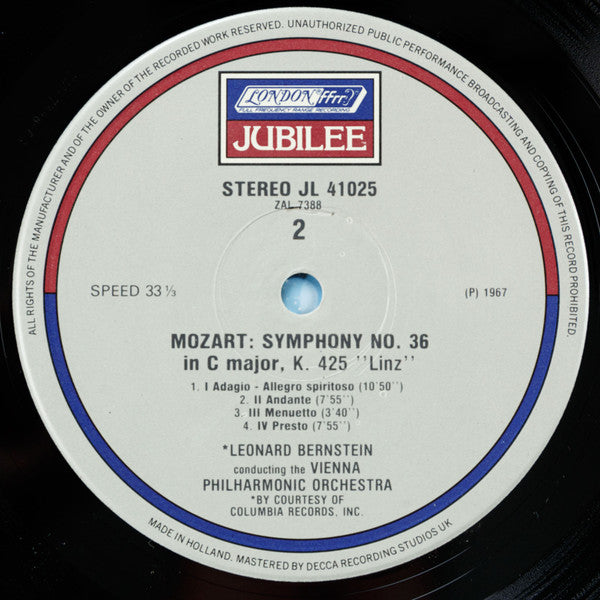 ALL RIGHTS OF THE MANUFACTURER AND OF THE OWNER OF THE RECORDED WORK RESERVED. UNAUTHORIZED PUBLIC PERFORMANCE BROADCASTING AND COPYING OF THIS RECORD PROHIBITED.
LONDON ffrr
FULL FREQUENCY RANGE RECORDING
JUBILEE
STEREO JL 41025
ZAL 7388
2
SPEED 33 1/3
(P) 1967
MOZART: SYMPHONY NO. 36
in C major, K. 425 "Linz"
1. I Adagio - Allegro spiritoso (10'50")
2. II Andante (7'55")
3. III Menuetto (3'40")
4. IV Presto (7'55")
*LEONARD BERNSTEIN
conducting the VIENNA
PHILHARMONIC ORCHESTRA
*BY COURTESY OF
COLUMBIA RECORDS, INC.
MADE IN HOLLAND. MASTERED BY DECCA RECORDING STUDIOS UK